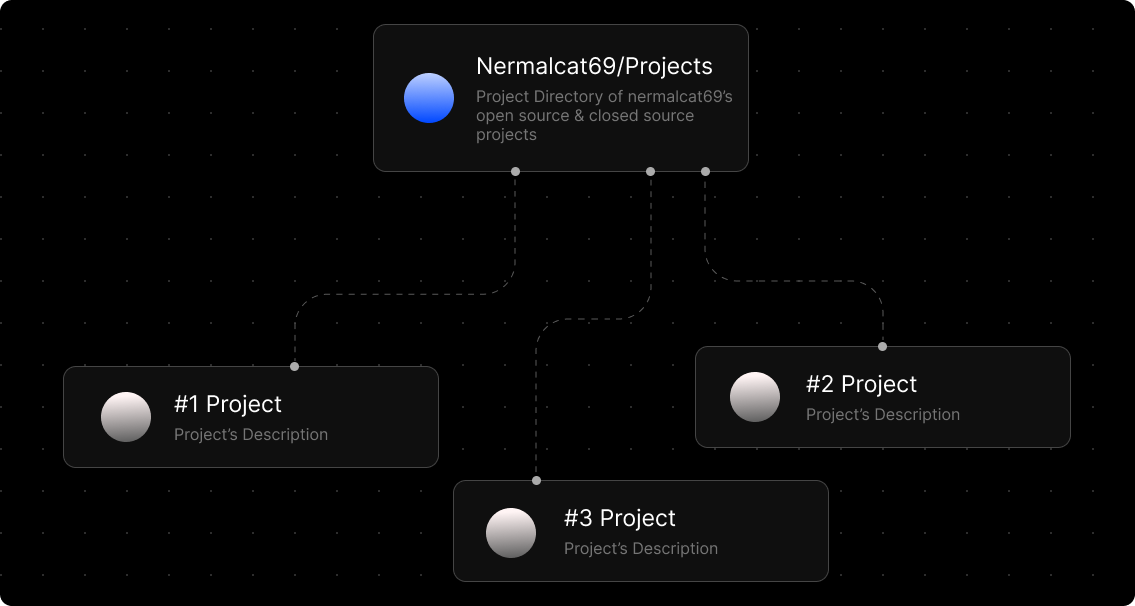 Nermalcat69/Projects
Project Directory of nermalcat69’s
open source & closed source
projects
#1 Project
Project’s Description
#2 Project
Project’s Description
#3 Project
Project’s Description